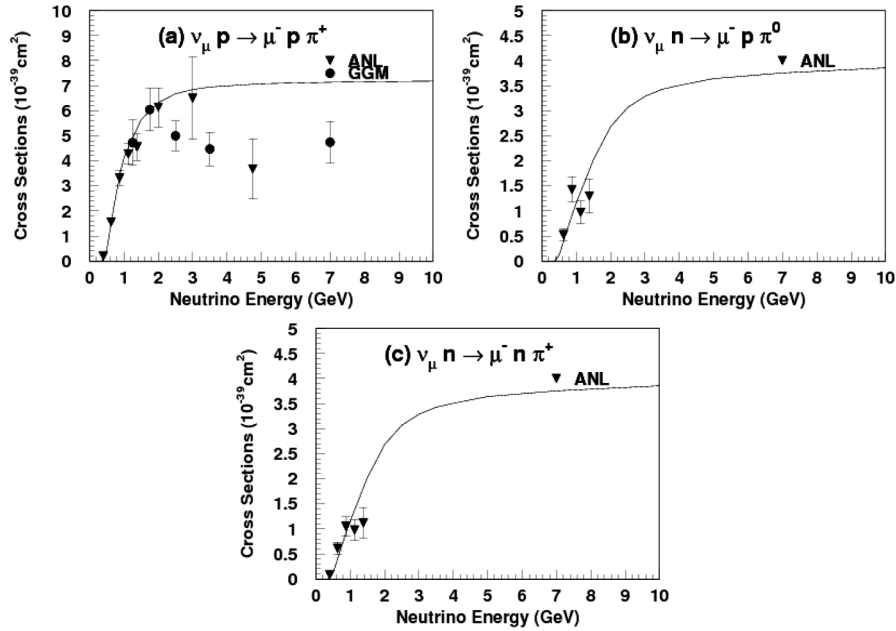 (a) νμ p → μ⁻ p π⁺
ANL
GGM
Cross Sections (10⁻³⁹cm²)
10
9
8
7
6
5
4
3
2
1
0
0 1 2 3 4 5 6 7 8 9 10
Neutrino Energy (GeV)
(b) νμ n → μ⁻ p π⁰
ANL
Cross Sections (10⁻³⁹cm²)
5
4.5
4
3.5
3
2.5
2
1.5
1
0.5
0
0 1 2 3 4 5 6 7 8 9 10
Neutrino Energy (GeV)
(c) νμ n → μ⁻ n π⁺
ANL
Cross Sections (10⁻³⁹cm²)
5
4.5
4
3.5
3
2.5
2
1.5
1
0.5
0
0 1 2 3 4 5 6 7 8 9 10
Neutrino Energy (GeV)